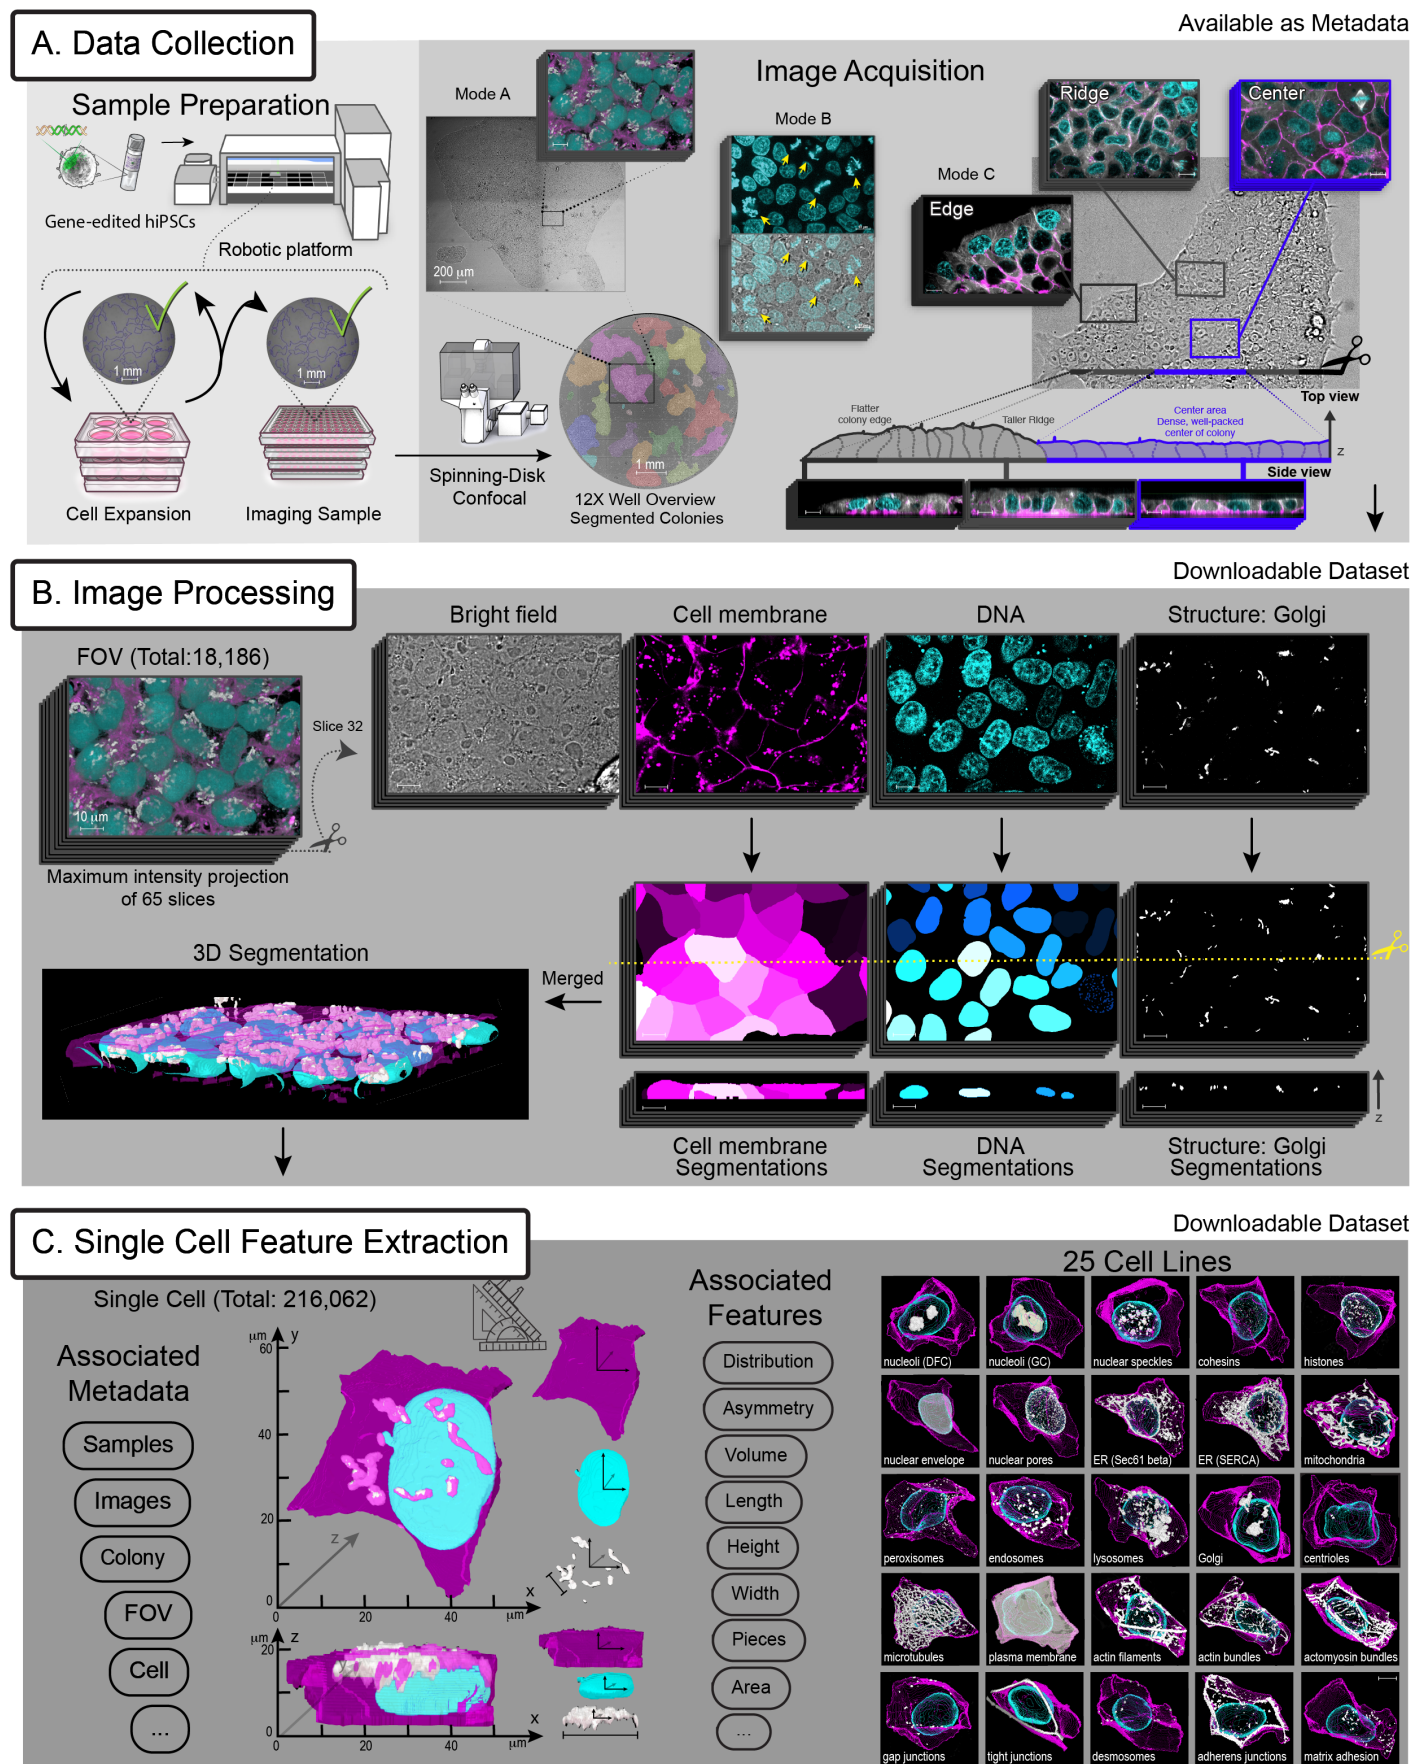 A. Data Collection
Available as Metadata
Sample Preparation
Gene-edited hiPSCs
Robotic platform
1 mm
1 mm
Cell Expansion
Imaging Sample
Image Acquisition
Mode A
200 µm
Spinning-Disk
Confocal
1 mm
12X Well Overview
Segmented Colonies
Mode B
Mode C
Edge
Ridge
Center
Top view
Flatter
colony edge
Taller Ridge
Center area
Dense, well-packed
center of colony
z
Side view
B. Image Processing
Downloadable Dataset
FOV (Total:18,186)
10 µm
Maximum intensity projection
of 65 slices
Slice 32
Bright field
Cell membrane
DNA
Structure: Golgi
Merged
3D Segmentation
z
Cell membrane
Segmentations
DNA
Segmentations
Structure: Golgi
Segmentations
C. Single Cell Feature Extraction
Downloadable Dataset
Single Cell (Total: 216,062)
Associated
Metadata
Samples
Images
Colony
FOV
Cell
...
µm
y
60
40
20
0
z
20
40
x
µm
µm
z
20
0
y
0
20
40
x
µm
Associated
Features
Distribution
Asymmetry
Volume
Length
Height
Width
Pieces
Area
...
25 Cell Lines
nucleoli (DFC)
nucleoli (GC)
nuclear speckles
cohesins
histones
nuclear envelope
nuclear pores
ER (Sec61 beta)
ER (SERCA)
mitochondria
peroxisomes
endosomes
lysosomes
Golgi
centrioles
microtubules
plasma membrane
actin filaments
actin bundles
actomyosin bundles
gap junctions
tight junctions
desmosomes
adherens junctions
matrix adhesion